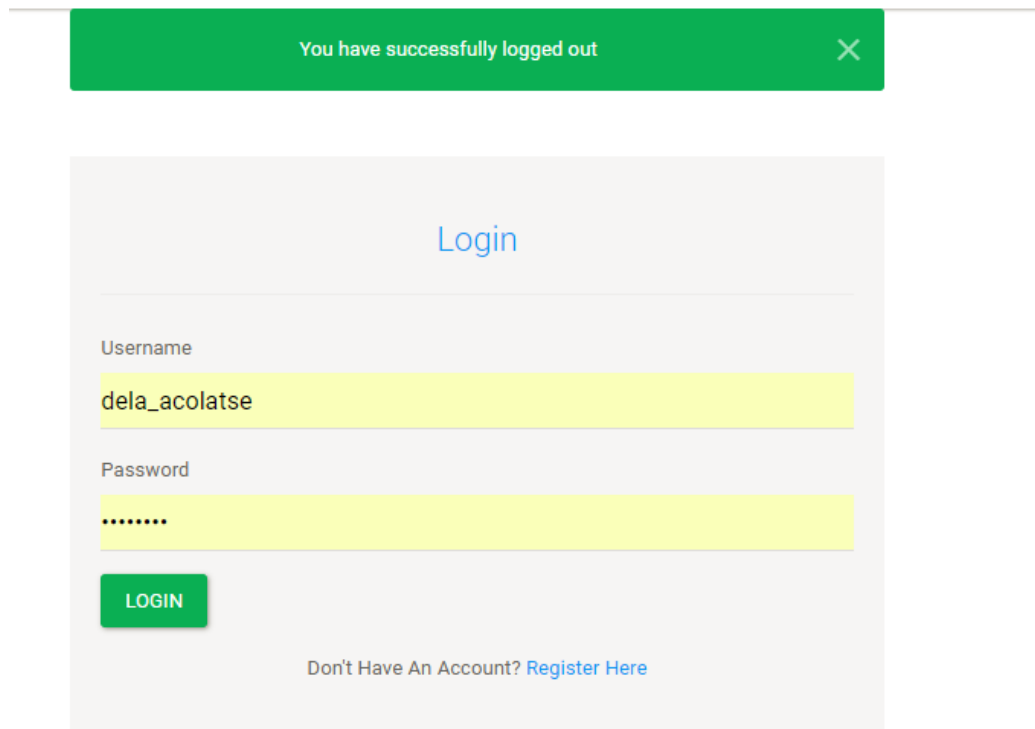 You have successfully logged out
Login
Username
dela_acolatse
Password
••••••••
LOGIN
Don't Have An Account? Register Here